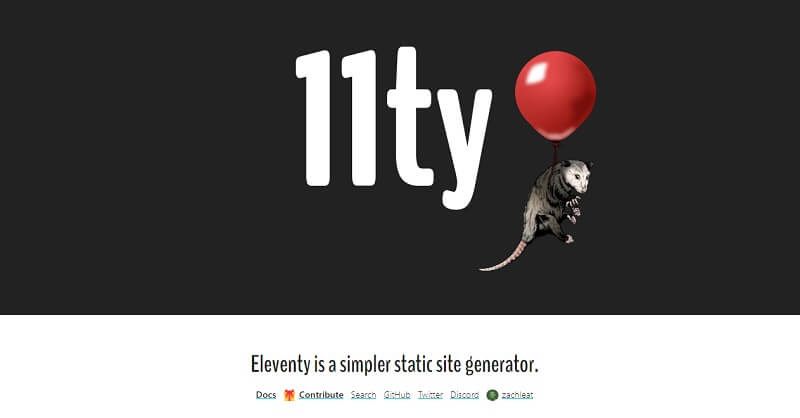 11ty
Eleventy is a simpler static site generator.
Docs Contribute Search GitHub Twitter Discord zachleat